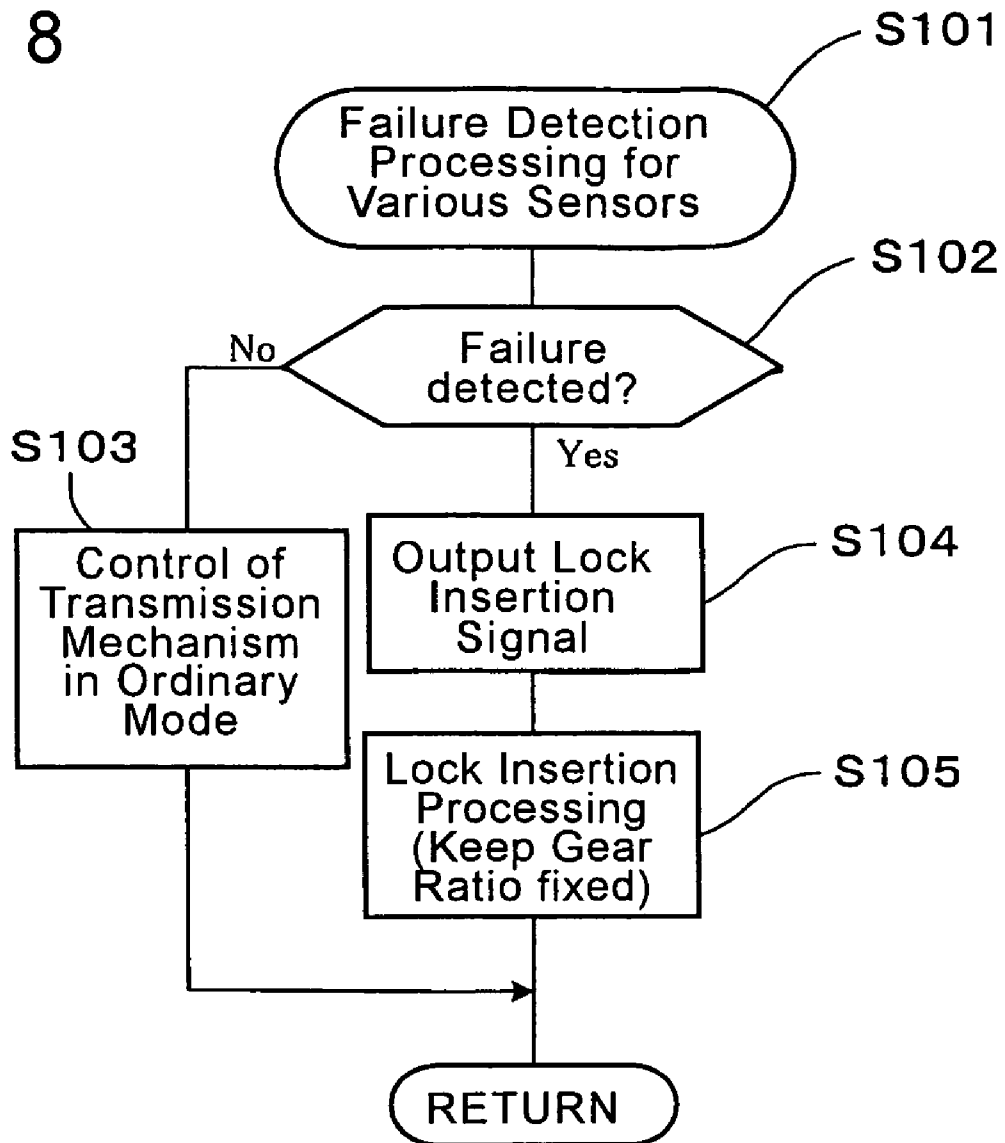 8
S101
Failure Detection
Processing for
Various Sensors
S102
Failure
detected?
No
Yes
S103
Control of
Transmission
Mechanism
in Ordinary
Mode
S104
Output Lock
Insertion
Signal
S105
Lock Insertion
Processing
(Keep Gear
Ratio fixed)
RETURN